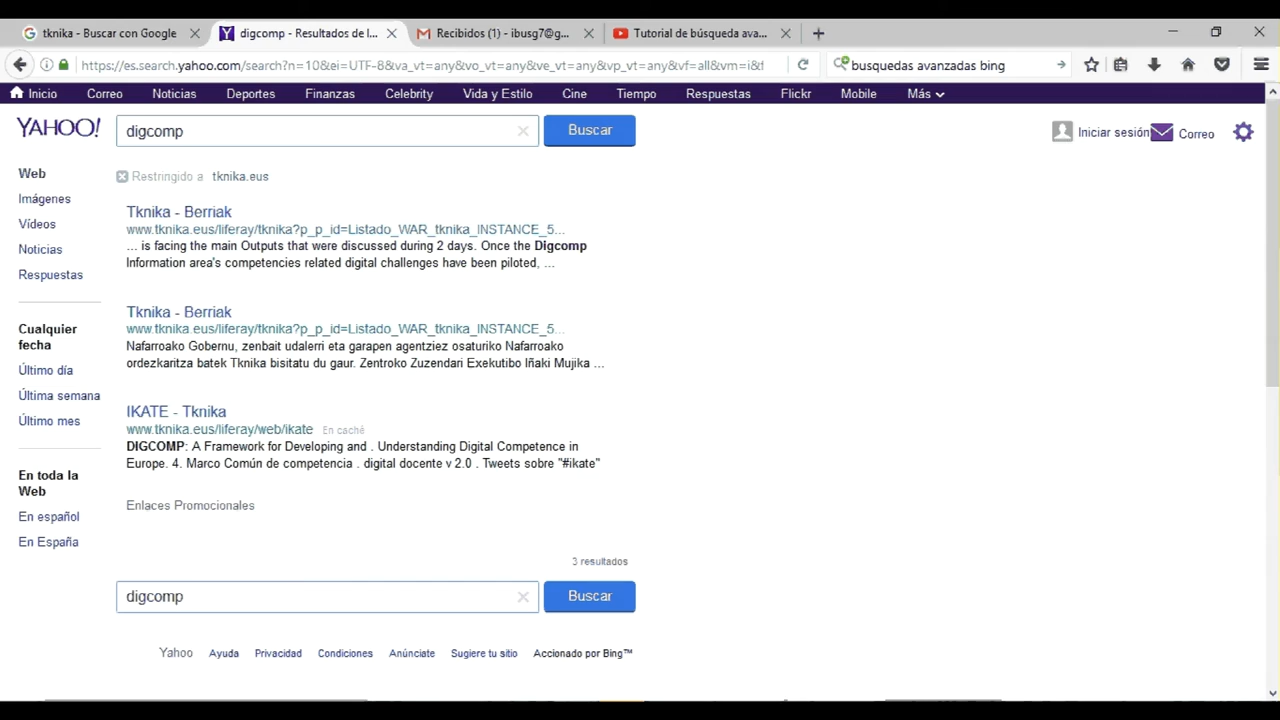 tknika - Buscar con Google
digcomp - Resultados de l...
Recibidos (1) - ibusg7@g...
Tutorial de búsqueda ava...
https://es.search.yahoo.com/search?n=10&ei=UTF-8&va_vt=any&vo_vt=any&ve_vt=any&vp_vt=any&vf=all&vm=i&f
busquedas avanzadas bing
Inicio Correo Noticias Deportes Finanzas Celebrity Vida y Estilo Cine Tiempo Respuestas Flickr Mobile Más
YAHOO!
digcomp
Buscar
Iniciar sesión
Correo
Web
Imágenes
Vídeos
Noticias
Respuestas
Cualquier
fecha
Último día
Última semana
Último mes
En toda la
Web
En español
En España
Restringido a tknika.eus
Tknika - Berriak
www.tknika.eus/liferay/tknika?p_p_id=Listado_WAR_tknika_INSTANCE_5...
... is facing the main Outputs that were discussed during 2 days. Once the Digcomp
Information area's competencies related digital challenges have been piloted, ...
Tknika - Berriak
www.tknika.eus/liferay/tknika?p_p_id=Listado_WAR_tknika_INSTANCE_5...
Nafarroako Gobernu, zenbait udalerri eta garapen agentziez osaturiko Nafarroako
ordezkaritza batek Tknika bisitatu du gaur. Zentroko Zuzendari Exekutibo Iñaki Mujika ...
IKATE - Tknika
www.tknika.eus/liferay/web/ikate En caché
DIGCOMP: A Framework for Developing and . Understanding Digital Competence in
Europe. 4. Marco Común de competencia . digital docente v 2.0 . Tweets sobre "#ikate"
Enlaces Promocionales
3 resultados
digcomp
Buscar
Yahoo Ayuda Privacidad Condiciones Anúnciate Sugiere tu sitio Accionado por Bing™